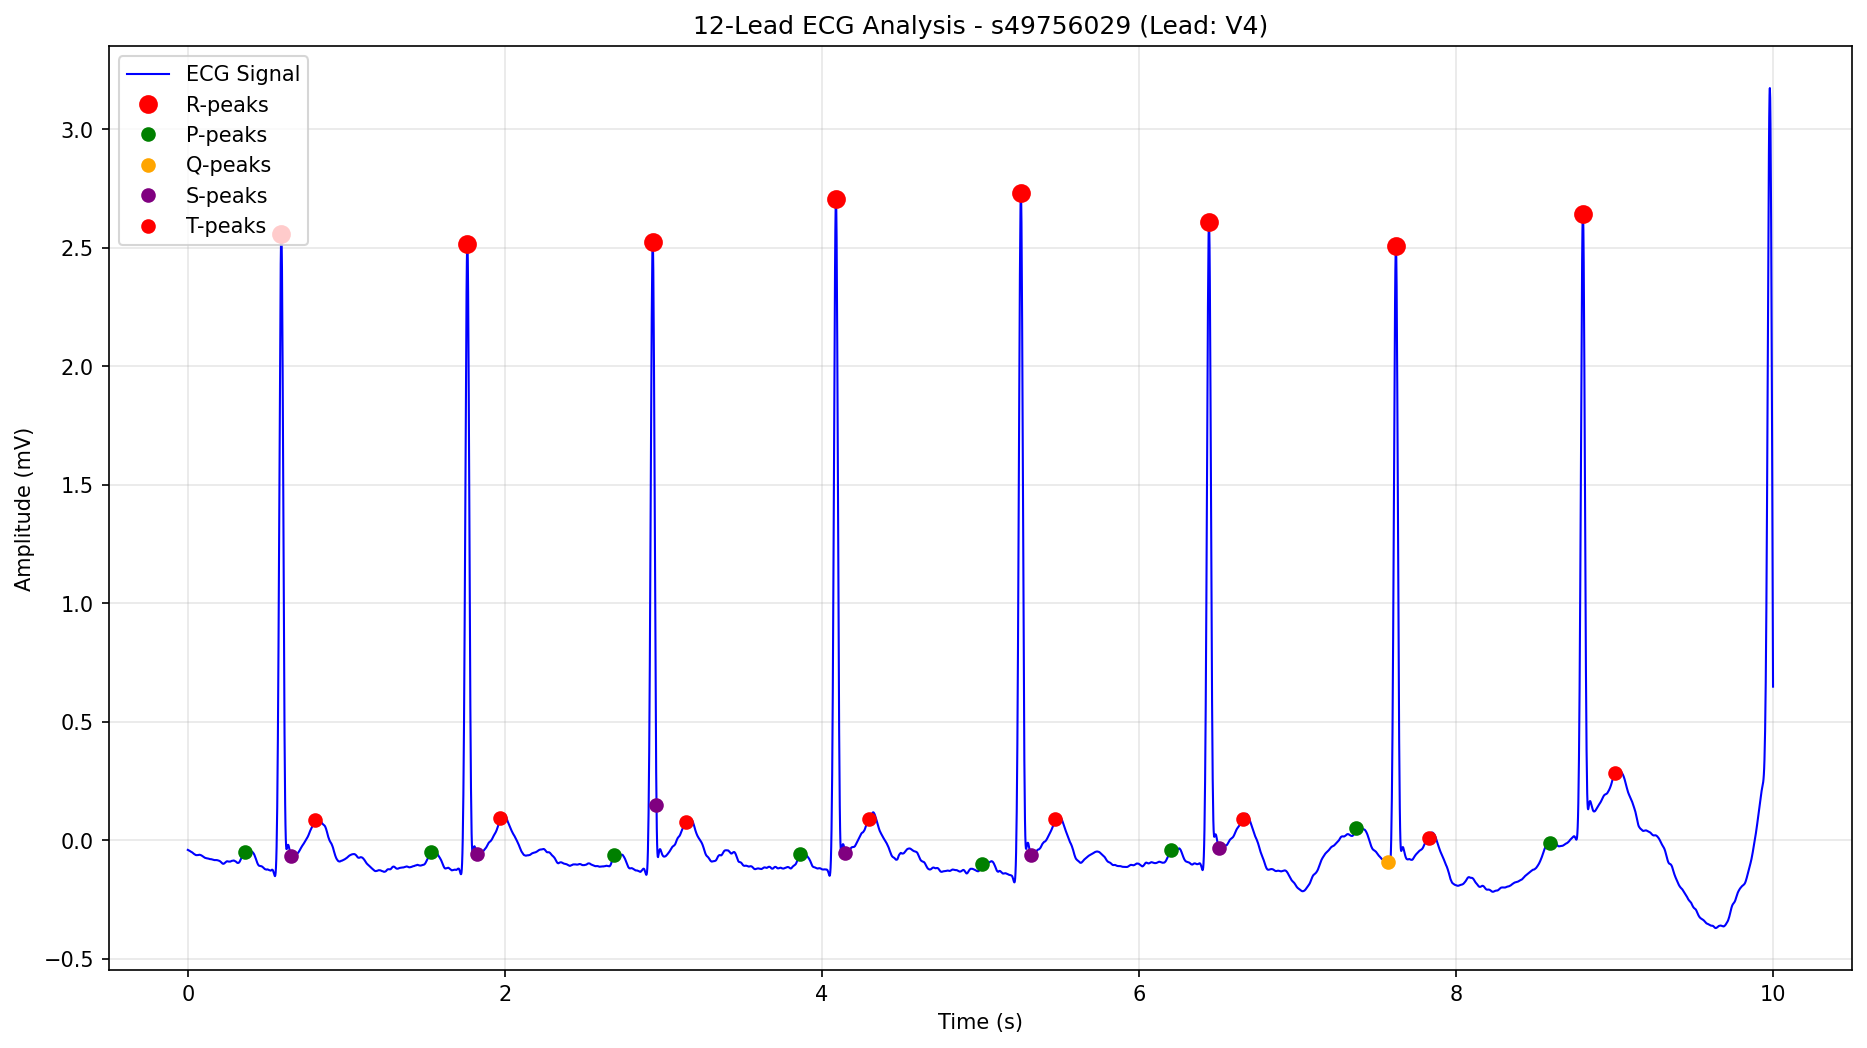 12-Lead ECG Analysis - s49756029 (Lead: V4)
ECG Signal
R-peaks
P-peaks
Q-peaks
S-peaks
T-peaks
Amplitude (mV)
3.0
2.5
2.0
1.5
1.0
0.5
0.0
−0.5
0 2 4 6 8 10
Time (s)